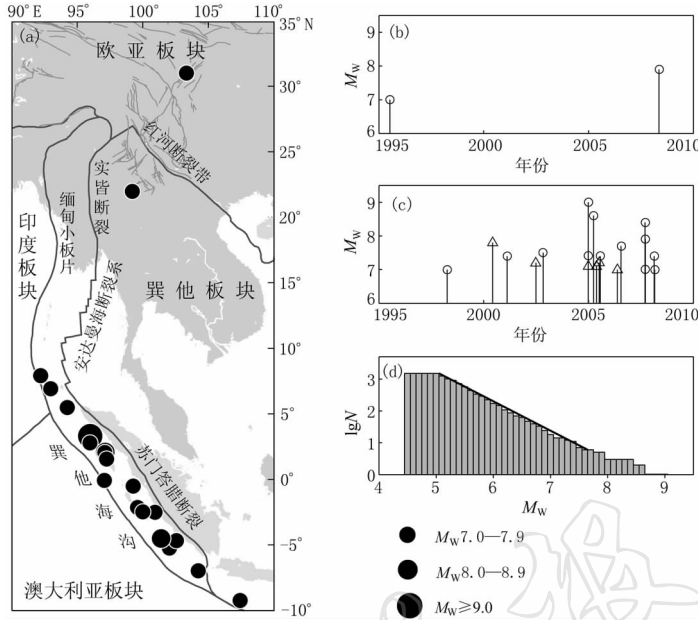 90°E 95° 100° 105° 110°
35°N
30°
25°
20°
15°
10°
5°
0°
−5°
−10°
(a)
欧亚板块
红河断裂带
实皆断裂
缅甸小板片
印度板块
巽他板块
安达曼海断裂系
苏门答腊断裂
巽他海沟
澳大利亚板块
(b)
Mw
9
8
7
6
1995 2000 2005 2010
年份
(c)
Mw
9
8
7
6
1995 2000 2005 2010
年份
(d)
lgN
3
2
1
0
4 5 6 7 8 9
Mw
Mw7.0—7.9
Mw8.0—8.9
Mw≥9.0